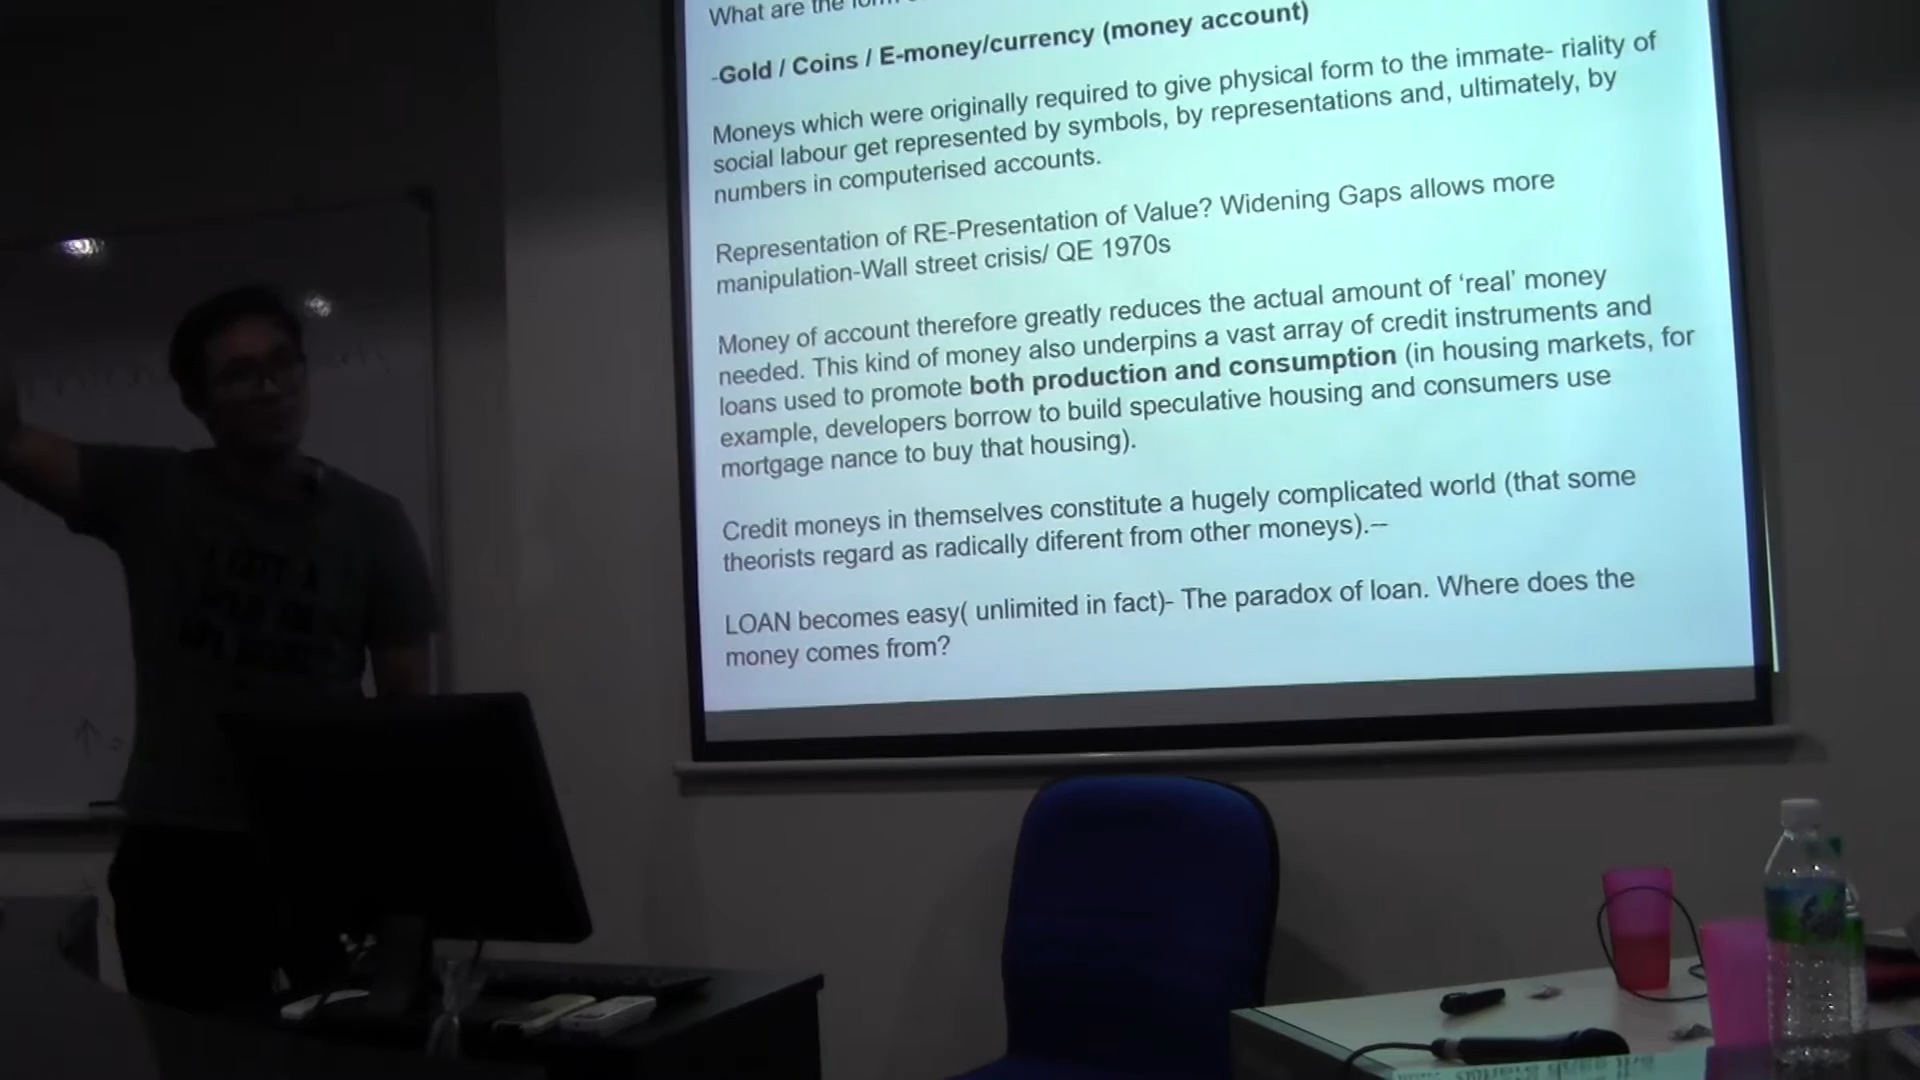 What are the
-Gold / Coins / E-money/currency (money account)
Moneys which were originally required to give physical form to the immate- riality of
social labour get represented by symbols, by representations and, ultimately, by
numbers in computerised accounts.
Representation of RE-Presentation of Value? Widening Gaps allows more
manipulation-Wall street crisis/ QE 1970s
Money of account therefore greatly reduces the actual amount of ‘real’ money
needed. This kind of money also underpins a vast array of credit instruments and
loans used to promote both production and consumption (in housing markets, for
example, developers borrow to build speculative housing and consumers use
mortgage nance to buy that housing).
Credit moneys in themselves constitute a hugely complicated world (that some
theorists regard as radically diferent from other moneys).--
LOAN becomes easy( unlimited in fact)- The paradox of loan. Where does the
money comes from?